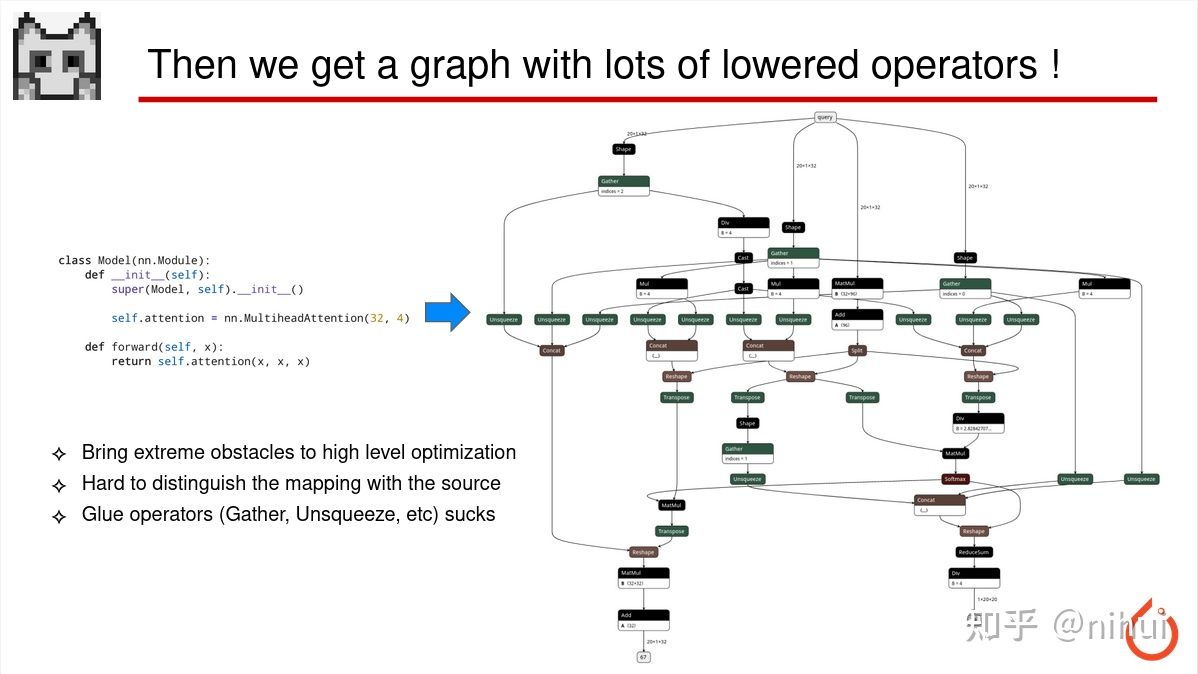 Then we get a graph with lots of lowered operators !
class Model(nn.Module):
def __init__(self):
super(Model, self).__init__()
self.attention = nn.MultiheadAttention(32, 4)
def forward(self, x):
return self.attention(x, x, x)
Bring extreme obstacles to high level optimization
Hard to distinguish the mapping with the source
Glue operators (Gather, Unsqueeze, etc) sucks
query
20×1×32
Shape
20×1×32
20×1×32
Gather
indices = 2
20×1×32
Div
B = 4
Shape
Cast
Gather
indices = 1
Shape
Mul
B = 4
Cast
Mul
B = 4
MatMul
B ⟨32×96⟩
Gather
indices = 0
Mul
B = 4
Unsqueeze
Unsqueeze
Unsqueeze
Unsqueeze
Unsqueeze
Unsqueeze
Unsqueeze
Add
A ⟨96⟩
Unsqueeze
Unsqueeze
Unsqueeze
Concat
Concat
⟨...⟩
Concat
⟨...⟩
Split
Concat
Reshape
Reshape
Reshape
Transpose
Transpose
Transpose
Transpose
Shape
Div
B = 2.82842707...
Gather
indices = 1
MatMul
Unsqueeze
Softmax
Unsqueeze
Unsqueeze
MatMul
Concat
⟨...⟩
Transpose
Reshape
Reshape
ReduceSum
MatMul
B ⟨32×32⟩
Div
B = 4
Add
A ⟨32⟩
1×20×20
20×1×32
67
知乎 @nihui